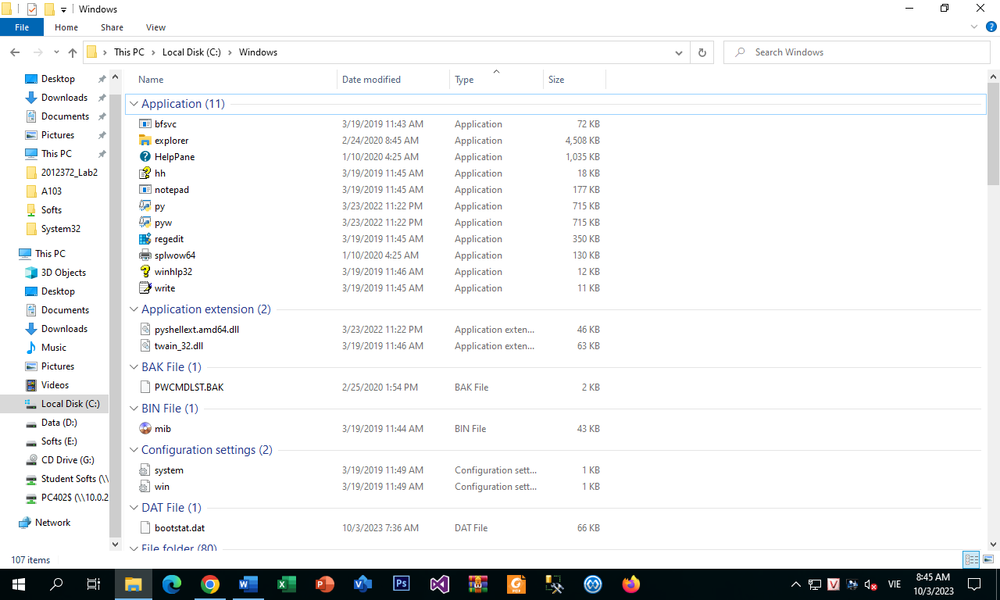 Windows
File Home Share View
This PC Local Disk (C:) Windows
Search Windows
Name Date modified Type Size
Desktop
Downloads
Documents
Pictures
This PC
2012372_Lab2
A103
Softs
System32
This PC
3D Objects
Desktop
Documents
Downloads
Music
Pictures
Videos
Local Disk (C:)
Data (D:)
Softs (E:)
CD Drive (G:)
Student Softs (\\
PC402$ (\\10.0.2
Network
Application (11)
bfsvc 3/19/2019 11:43 AM Application 72 KB
explorer 2/24/2020 8:45 AM Application 4,508 KB
HelpPane 1/10/2020 4:25 AM Application 1,035 KB
hh 3/19/2019 11:45 AM Application 18 KB
notepad 3/19/2019 11:45 AM Application 177 KB
py 3/23/2022 11:22 PM Application 715 KB
pyw 3/23/2022 11:22 PM Application 715 KB
regedit 3/19/2019 11:45 AM Application 350 KB
splwow64 1/10/2020 4:25 AM Application 130 KB
winhlp32 3/19/2019 11:46 AM Application 12 KB
write 3/19/2019 11:45 AM Application 11 KB
Application extension (2)
pyshellext.amd64.dll 3/23/2022 11:22 PM Application exten... 46 KB
twain_32.dll 3/19/2019 11:46 AM Application exten... 63 KB
BAK File (1)
PWCMDLST.BAK 2/25/2020 1:54 PM BAK File 2 KB
BIN File (1)
mib 3/19/2019 11:44 AM BIN File 43 KB
Configuration settings (2)
system 3/19/2019 11:49 AM Configuration sett... 1 KB
win 3/19/2019 11:49 AM Configuration sett... 1 KB
DAT File (1)
bootstat.dat 10/3/2023 7:36 AM DAT File 66 KB
File folder (80)
107 items
VIE
8:45 AM
10/3/2023